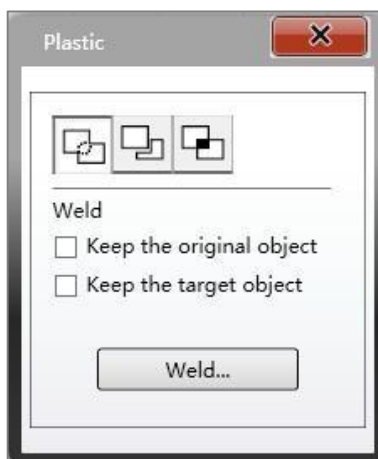 Plastic
Weld
Keep the original object
Keep the target object
Weld...